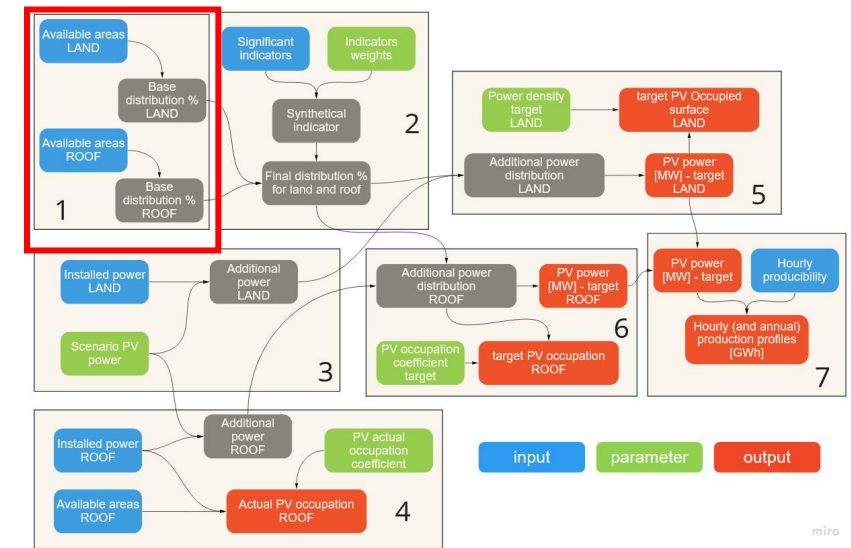 Available areas
LAND
Base
distribution %
LAND
Available areas
ROOF
Base
distribution %
ROOF
1
Significant
indicators
Indicators
weights
Synthetical
indicator
Final distribution %
for land and roof
2
Installed power
LAND
Additional
power
LAND
Scenario PV
power
3
Installed power
ROOF
Additional
power
ROOF
PV actual
occupation
coefficient
Available areas
ROOF
Actual PV occupation
ROOF
4
Power density
target
LAND
target PV Occupied
surface
LAND
Additional power
distribution
LAND
PV power
[MW] - target
LAND
5
Additional power
distribution
ROOF
PV power
[MW] - target
ROOF
PV occupation
coefficient
target
target PV occupation
ROOF
6
PV power
[MW] - target
Hourly
producibility
Hourly (and annual)
production profiles
[GWh]
7
input
parameter
output
miro